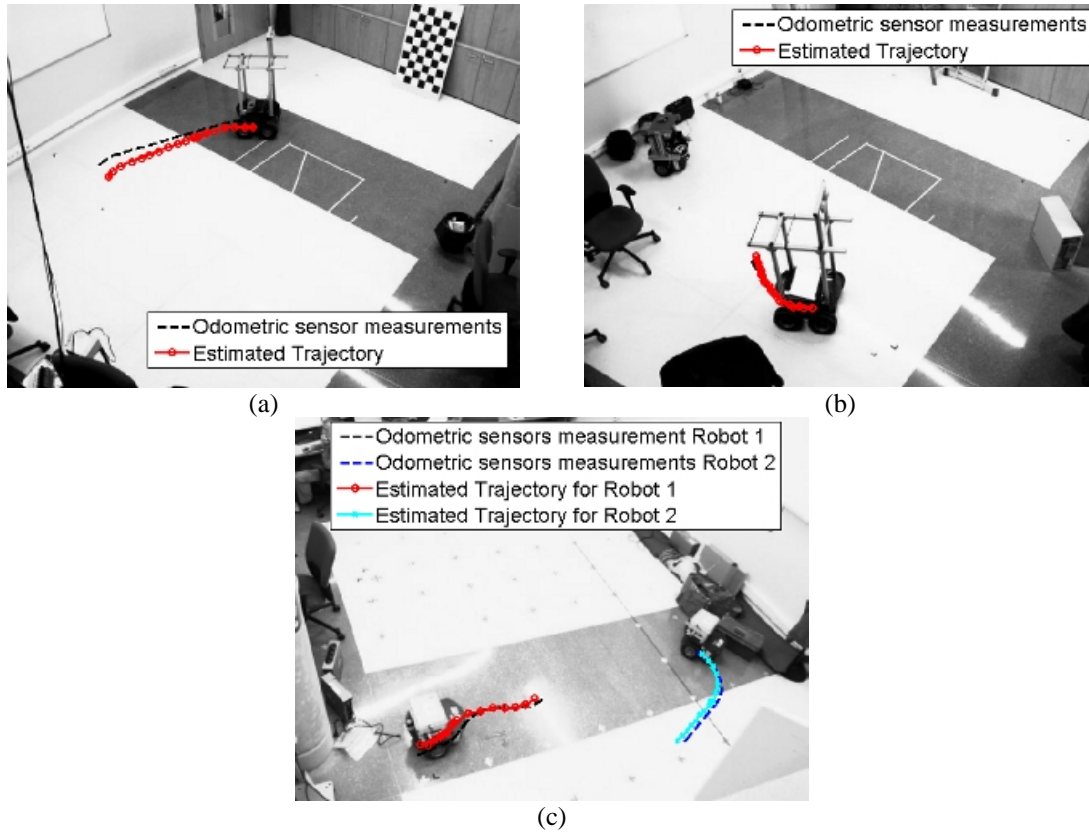 Odometric sensor measurements
Estimated Trajectory
Odometric sensor measurements
Estimated Trajectory
(a)
(b)
Odometric sensors measurement Robot 1
Odometric sensors measurements Robot 2
Estimated Trajectory for Robot 1
Estimated Trajectory for Robot 2
(c)